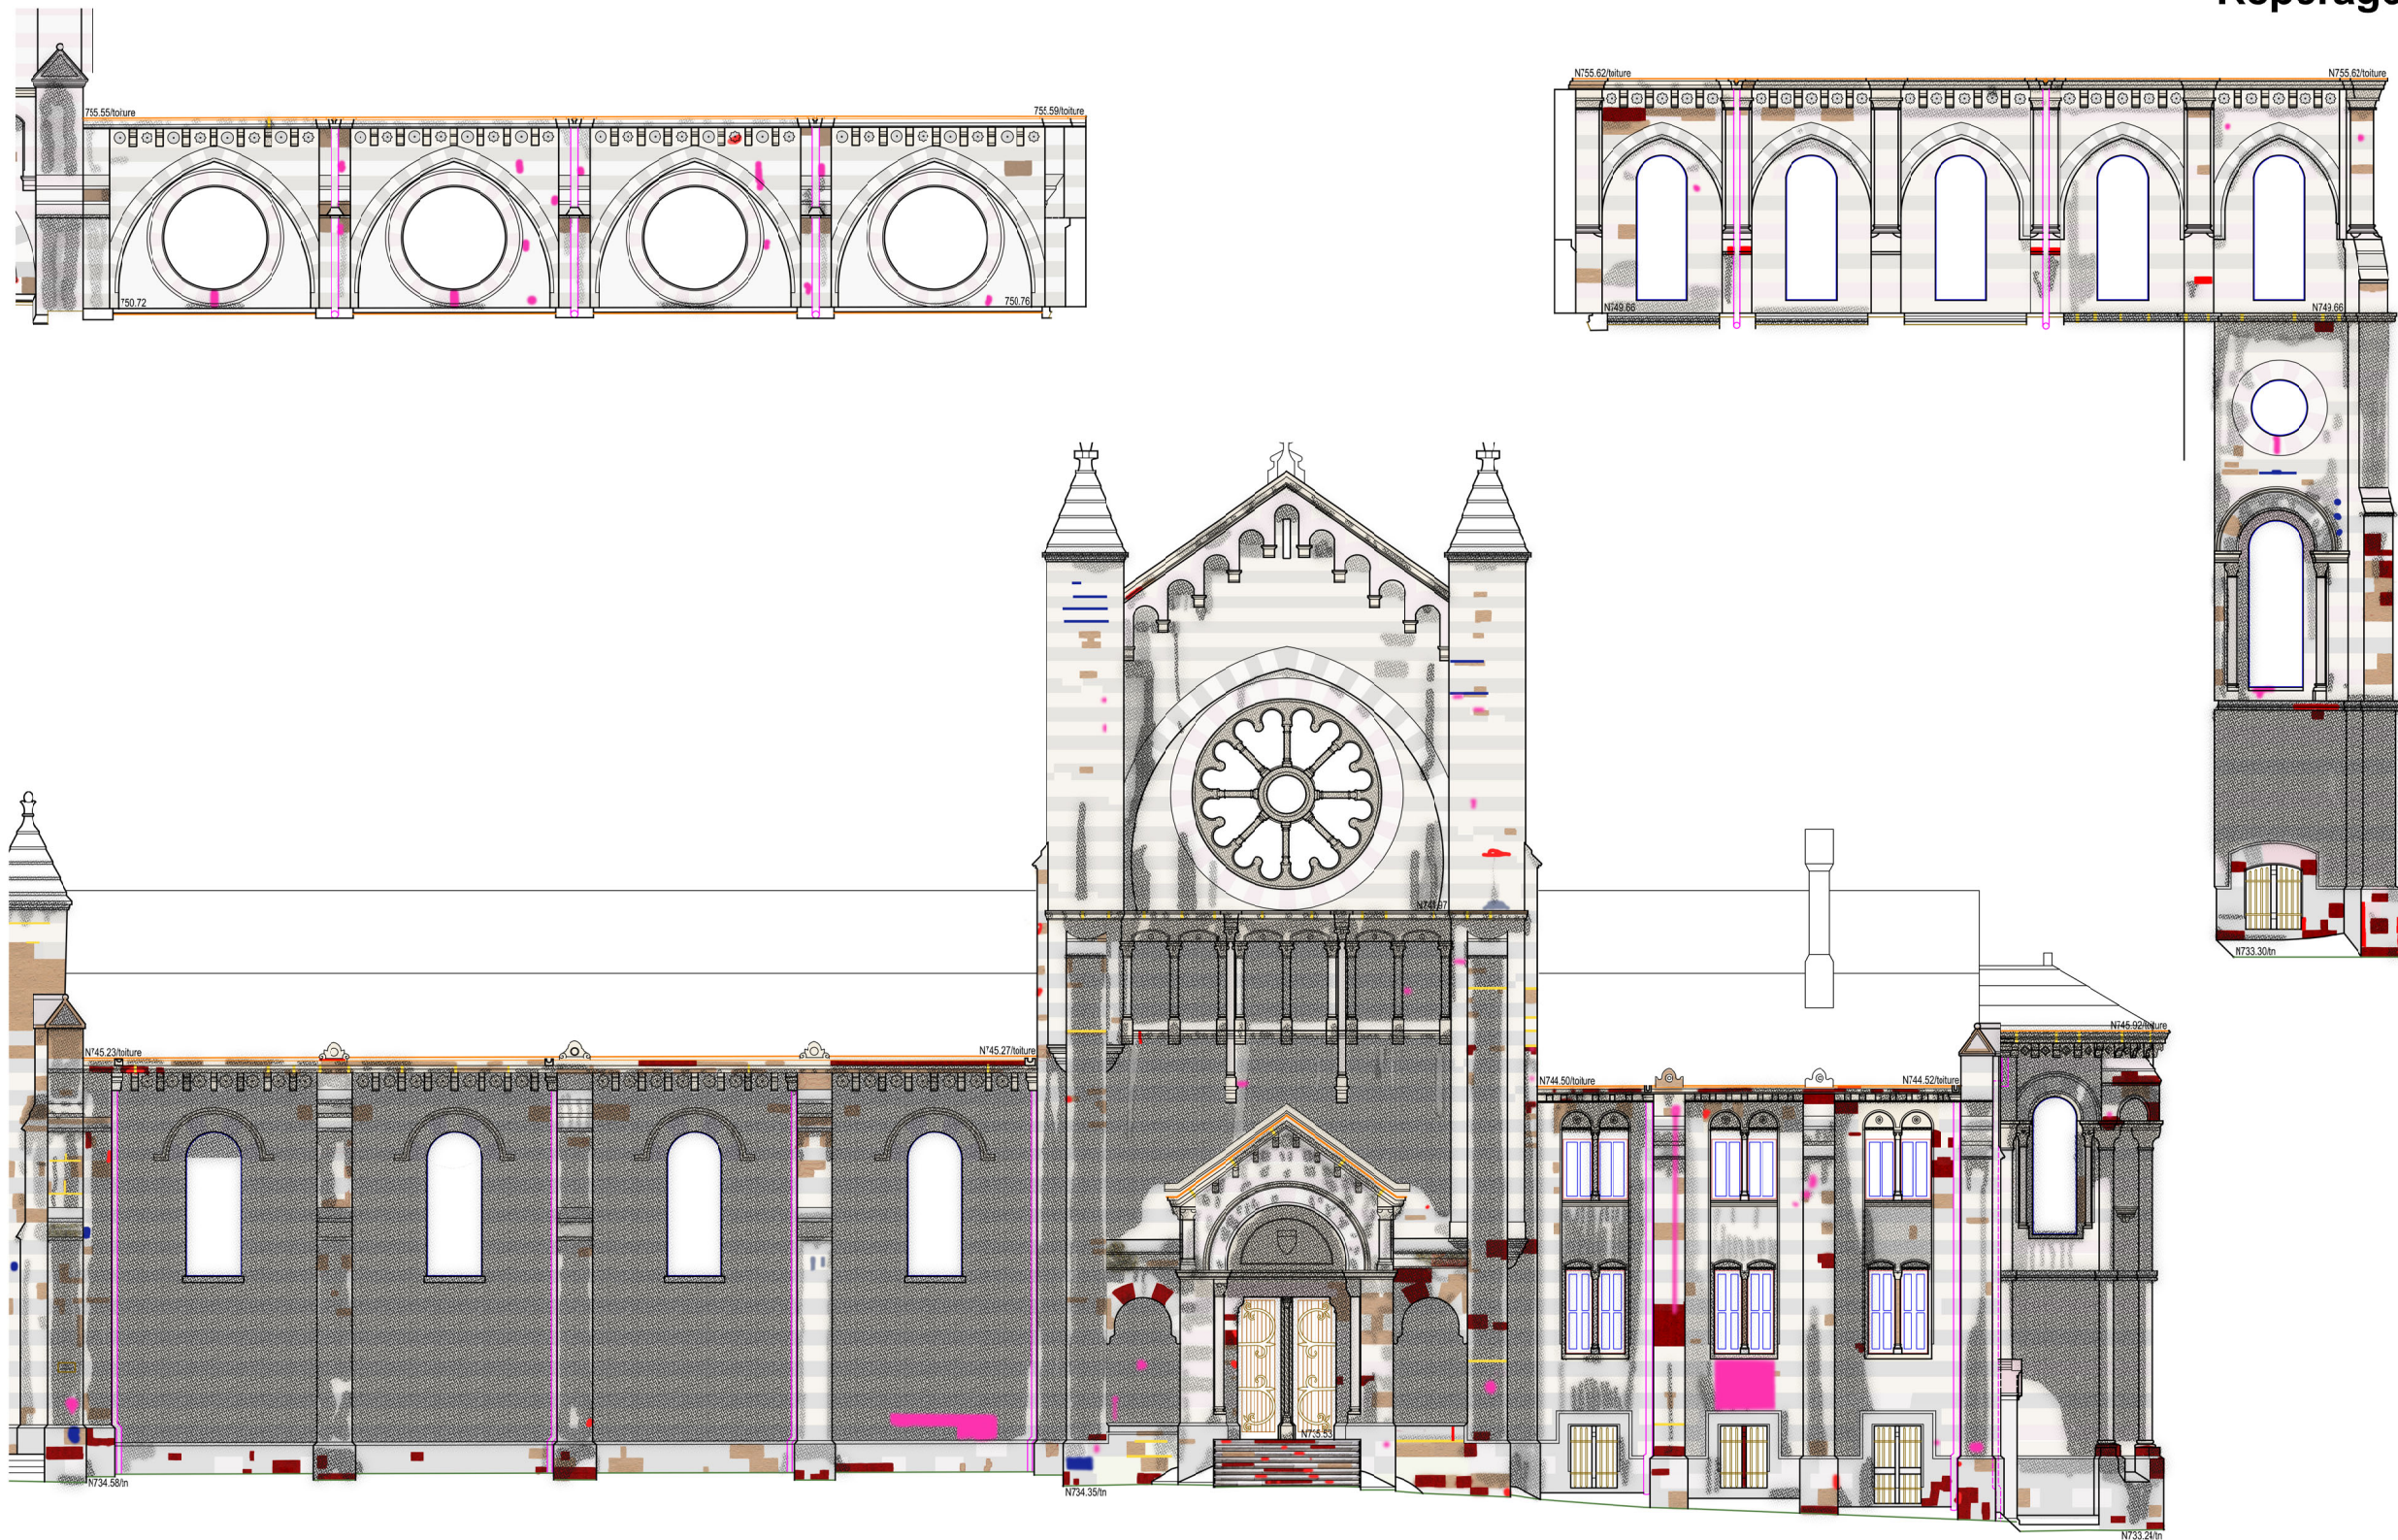 755.55/toiture
755.59/toiture
N755.62/toiture
N755.62/toiture
750.72
750.76
N749.66
N749.66
N733.30/tn
N745.23/toiture
N745.27/toiture
N744.50/toiture
N744.52/toiture
N745.92/toiture
N735.53
N734.58/tn
N734.35/tn
N733.24/tn